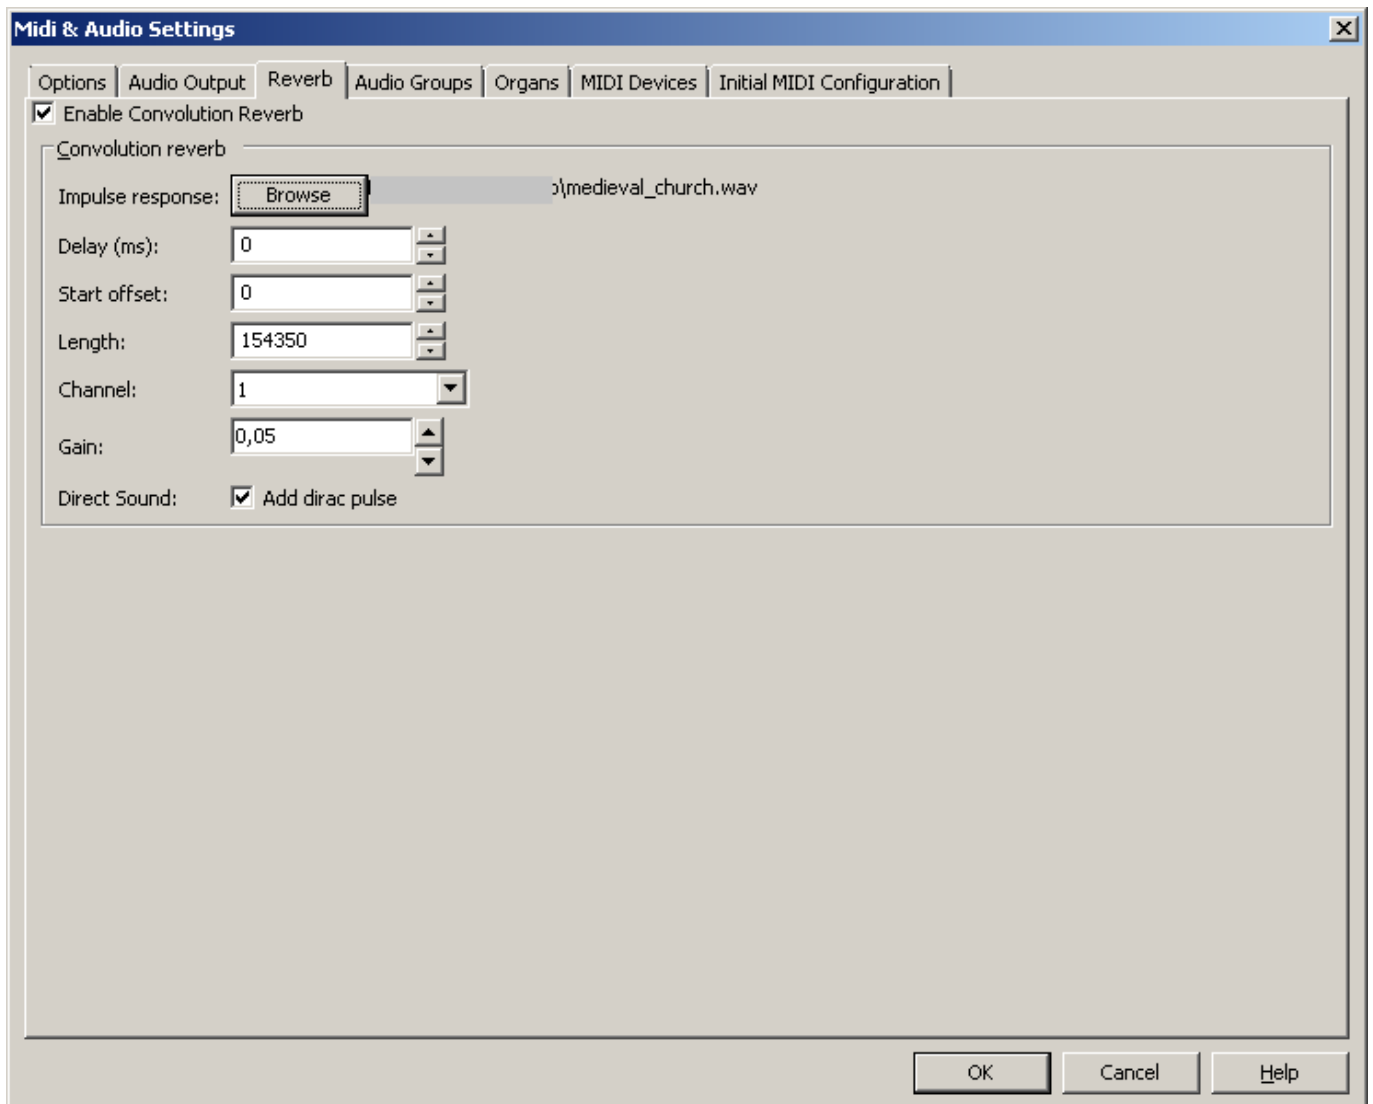 Midi & Audio Settings
Options Audio Output Reverb Audio Groups Organs MIDI Devices Initial MIDI Configuration
Enable Convolution Reverb
Convolution reverb
Impulse response: Browse \medieval_church.wav
Delay (ms): 0
Start offset: 0
Length: 154350
Channel: 1
Gain: 0,05
Direct Sound: Add dirac pulse
OK Cancel Help